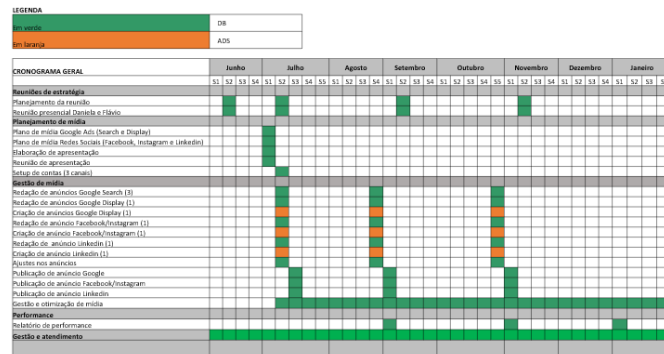 LEGENDA
Em verde DB
Em laranja ADS
Junho Julho Agosto Setembro Outubro Novembro Dezembro Janeiro
CRONOGRAMA GERAL S1 S2 S3 S4 S1 S2 S3 S4 S5 S1 S2 S3 S4 S1 S2 S3 S4 S1 S2 S3 S4 S5 S1 S2 S3 S4 S1 S2 S3 S4 S1 S2 S3 S4
Reuniões de estratégia
Planejamento da reunião
Reunião presencial Daniela e Flávio
Planejamento de mídia
Plano de mídia Google Ads (Search e Display)
Plano de mídia Redes Sociais (Facebook, Instagram e Linkedin)
Elaboração de apresentação
Reunião de apresentação
Setup de contas (3 canais)
Gestão de mídia
Redação de anúncios Google Search (3)
Redação de anúncios Google Display (1)
Criação de anúncios Google Display (1)
Redação de anúncio Facebook/Instagram (1)
Criação de anúncio Facebook/Instagram (1)
Redação de anúncio Linkedin (1)
Criação de anúncio Linkedin (1)
Ajustes nos anúncios
Publicação de anúncio Google
Publicação de anúncio Facebook/Instagram
Publicação de anúncio Linkedin
Gestão e otimização de mídia
Performance
Relatório de performance
Gestão e atendimento